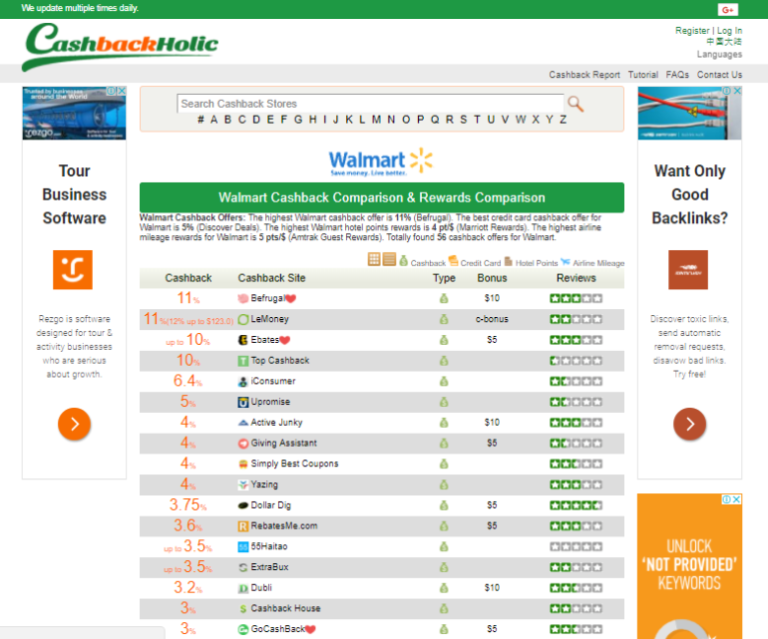 We update multiple times daily.
G+
CashbackHolic
Register | Log In
中国大陆
Languages
Cashback Report Tutorial FAQs Contact Us
Trusted by businesses
around the World
rezgo.com
Tour
Business
Software
Rezgo is software
designed for tour &
activity businesses
who are serious
about growth.
Search Cashback Stores
# A B C D E F G H I J K L M N O P Q R S T U V W X Y Z
Walmart
Save money. Live better.
Walmart Cashback Comparison & Rewards Comparison
Walmart Cashback Offers: The highest Walmart cashback offer is 11% (Befrugal). The best credit card cashback offer for
Walmart is 5% (Discover Deals). The highest Walmart hotel points rewards is 4 pt/$ (Marriott Rewards). The highest airline
mileage rewards for Walmart is 5 pts/$ (Amtrak Guest Rewards). Totally found 56 cashback offers for Walmart.
Cashback Credit Card Hotel Points Airline Mileage
Cashback Cashback Site Type Bonus Reviews
11% Befrugal $10
11%(12% up to $123.0) LeMoney c-bonus
up to 10% Ebates $5
10% Top Cashback
6.4% iConsumer
5% Upromise
4% Active Junky $10
4% Giving Assistant $5
4% Simply Best Coupons
4% Yazing
3.75% Dollar Dig $5
3.6% RebatesMe.com $5
up to 3.5% 55Haitao
up to 3.5% ExtraBux
3.2% Dubli $10
3% Cashback House
3% GoCashBack $5
Want Only
Good
Backlinks?
Discover toxic links,
send automatic
removal requests,
disavow bad links.
Try free!
UNLOCK
'NOT PROVIDED'
KEYWORDS